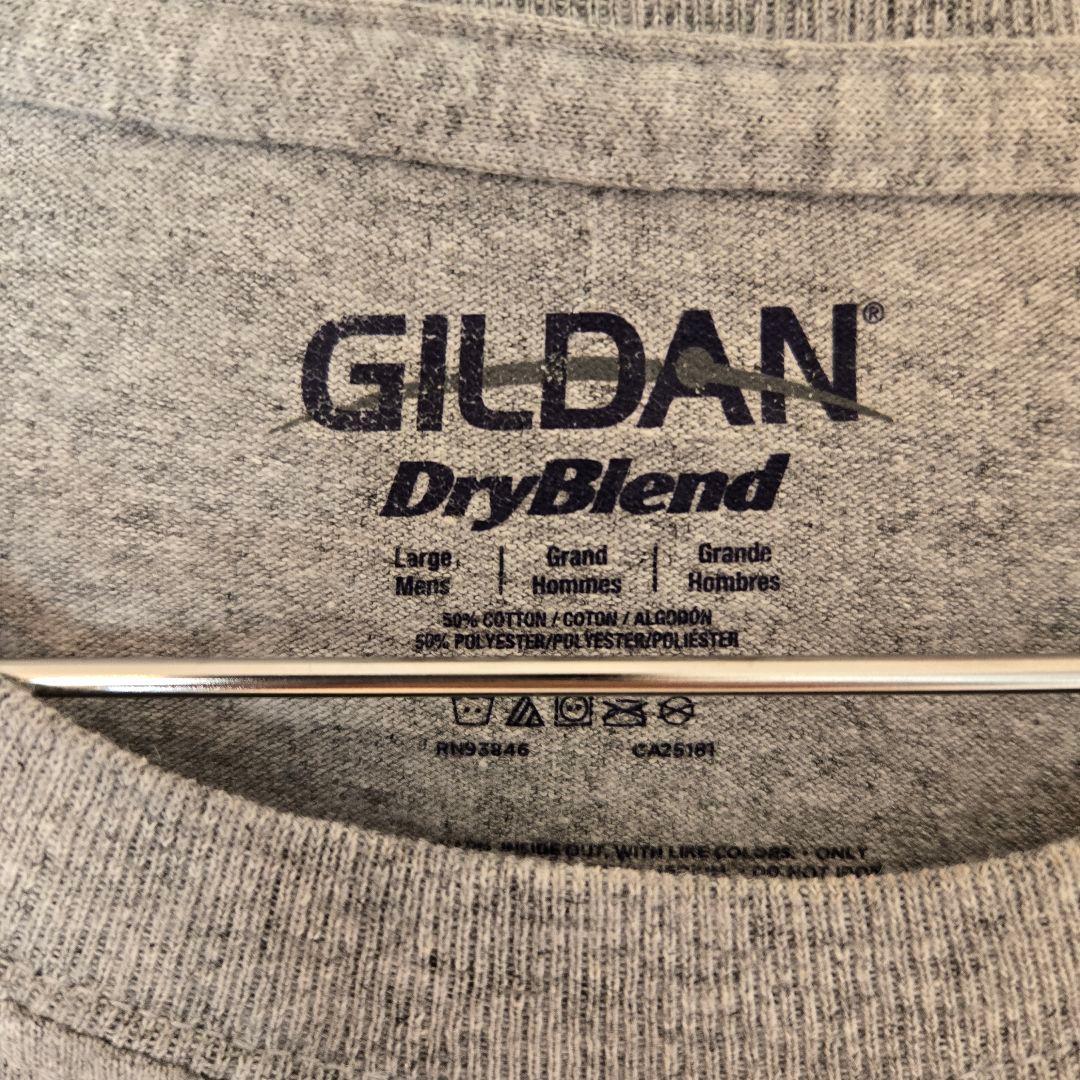 GILDAN®
DryBlend
Large Mens | Grand Hommes | Grande Hombres
50% COTTON / COTON / ALGODÓN
50% POLYESTER/POLYESTER/POLIÉSTER
RN93846 CA25181
INSIDE OUT, WITH LIKE COLORS. • ONLY
DO NOT IRON